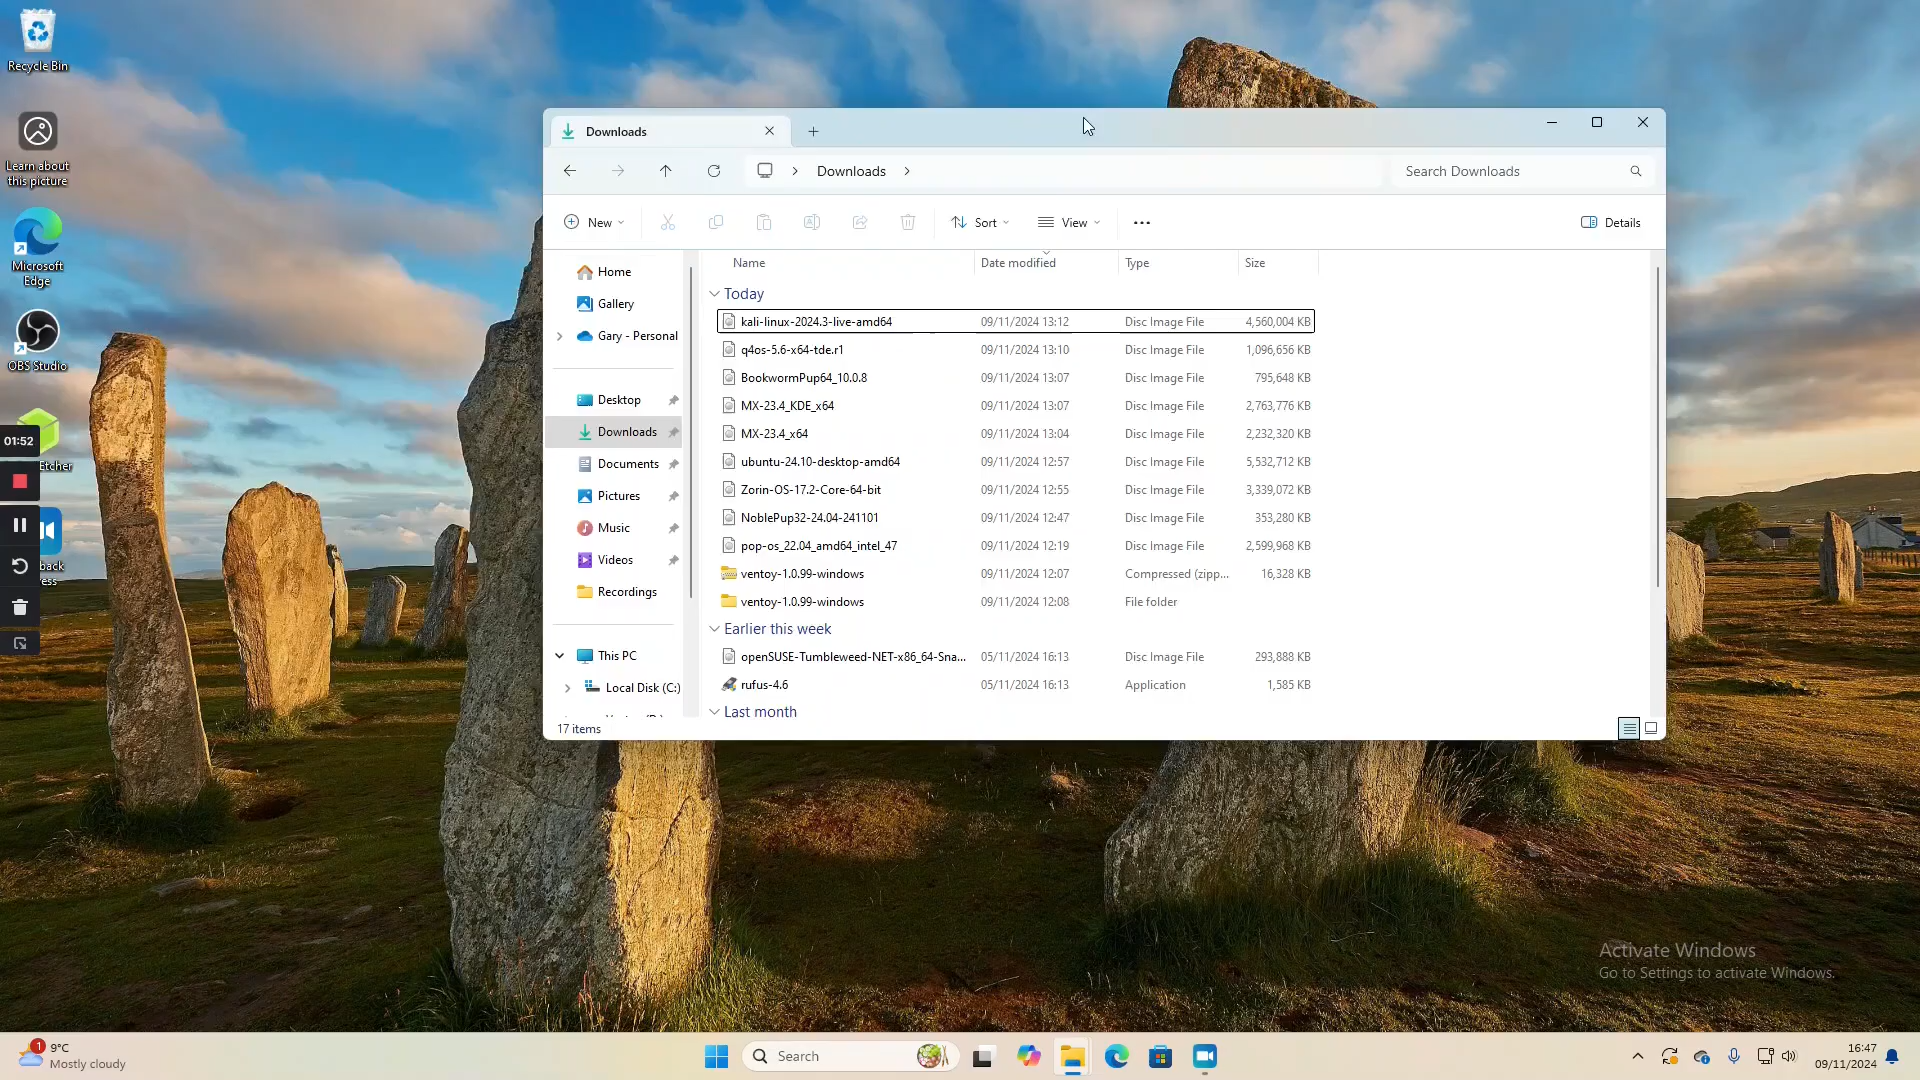 Recycle Bin
Learn about
this picture
Microsoft
Edge
OBS Studio
01:52
Etcher
back
ess
Downloads
Downloads
Search Downloads
New
Sort
View
Details
Home
Gallery
Gary - Personal
Desktop
Downloads
Documents
Pictures
Music
Videos
Recordings
This PC
Local Disk (C:)
Name Date modified Type Size
Today
kali-linux-2024.3-live-amd64 09/11/2024 13:12 Disc Image File 4,560,004 KB
q4os-5.6-x64-tde.r1 09/11/2024 13:10 Disc Image File 1,096,656 KB
BookwormPup64_10.0.8 09/11/2024 13:07 Disc Image File 795,648 KB
MX-23.4_KDE_x64 09/11/2024 13:07 Disc Image File 2,763,776 KB
MX-23.4_x64 09/11/2024 13:04 Disc Image File 2,232,320 KB
ubuntu-24.10-desktop-amd64 09/11/2024 12:57 Disc Image File 5,532,712 KB
Zorin-OS-17.2-Core-64-bit 09/11/2024 12:55 Disc Image File 3,339,072 KB
NoblePup32-24.04-241101 09/11/2024 12:47 Disc Image File 353,280 KB
pop-os_22.04_amd64_intel_47 09/11/2024 12:19 Disc Image File 2,599,968 KB
ventoy-1.0.99-windows 09/11/2024 12:07 Compressed (zipp... 16,328 KB
ventoy-1.0.99-windows 09/11/2024 12:08 File folder
Earlier this week
openSUSE-Tumbleweed-NET-x86_64-Sna... 05/11/2024 16:13 Disc Image File 293,888 KB
rufus-4.6 05/11/2024 16:13 Application 1,585 KB
Last month
17 items
Activate Windows
Go to Settings to activate Windows.
1
9°C
Mostly cloudy
Search
16:47
09/11/2024